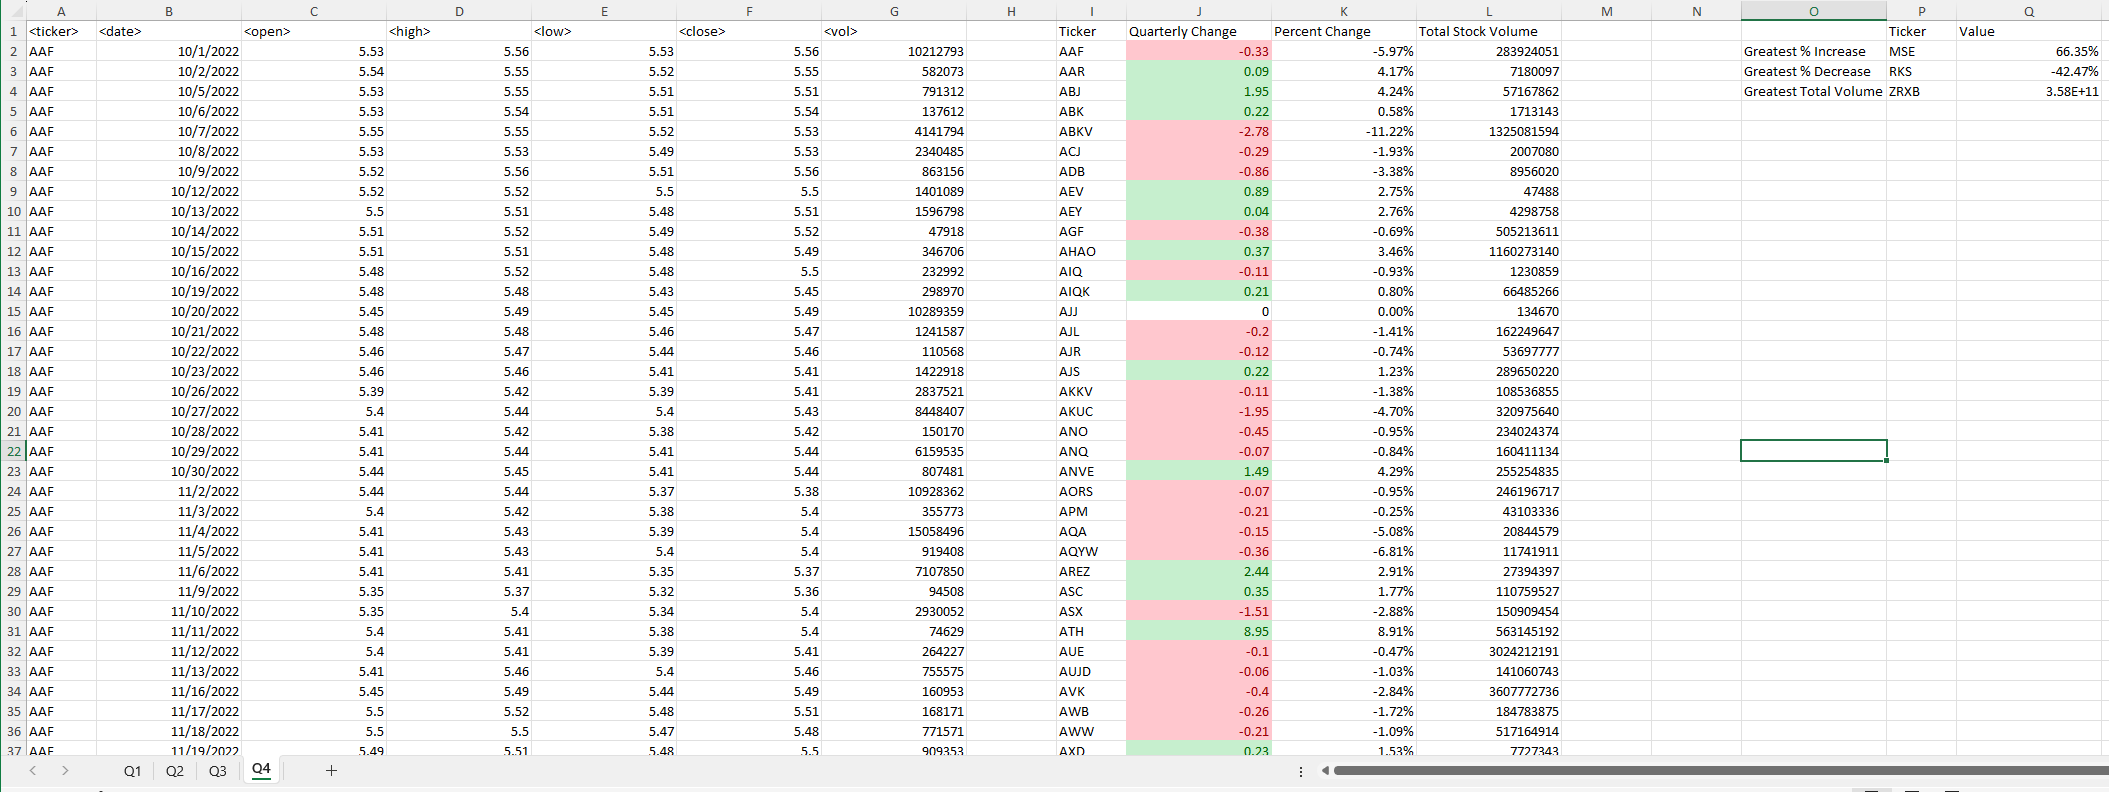 A B C D E F G H I J K L M N O P Q
1 <ticker> <date> <open> <high> <low> <close> <vol> Ticker Quarterly Change Percent Change Total Stock Volume Ticker Value
2 AAF 10/1/2022 5.53 5.56 5.53 5.56 10212793 AAF -0.33 -5.97% 283924051 Greatest % Increase MSE 66.35%
3 AAF 10/2/2022 5.54 5.55 5.52 5.55 582073 AAR 0.09 4.17% 7180097 Greatest % Decrease RKS -42.47%
4 AAF 10/5/2022 5.53 5.55 5.51 5.51 791312 ABJ 1.95 4.24% 57167862 Greatest Total Volume ZRXB 3.58E+11
5 AAF 10/6/2022 5.53 5.54 5.51 5.54 137612 ABK 0.22 0.58% 1713143
6 AAF 10/7/2022 5.55 5.55 5.52 5.53 4141794 ABKV -2.78 -11.22% 1325081594
7 AAF 10/8/2022 5.53 5.53 5.49 5.53 2340485 ACJ -0.29 -1.93% 2007080
8 AAF 10/9/2022 5.52 5.56 5.51 5.56 863156 ADB -0.86 -3.38% 8956020
9 AAF 10/12/2022 5.52 5.52 5.5 5.5 1401089 AEV 0.89 2.75% 47488
10 AAF 10/13/2022 5.5 5.51 5.48 5.51 1596798 AEY 0.04 2.76% 4298758
11 AAF 10/14/2022 5.51 5.52 5.49 5.52 47918 AGF -0.38 -0.69% 505213611
12 AAF 10/15/2022 5.51 5.51 5.48 5.49 346706 AHAO 0.37 3.46% 1160273140
13 AAF 10/16/2022 5.48 5.52 5.48 5.5 232992 AIQ -0.11 -0.93% 1230859
14 AAF 10/19/2022 5.48 5.48 5.43 5.45 298970 AIQK 0.21 0.80% 66485266
15 AAF 10/20/2022 5.45 5.49 5.45 5.49 10289359 AJJ 0 0.00% 134670
16 AAF 10/21/2022 5.48 5.48 5.46 5.47 1241587 AJL -0.2 -1.41% 162249647
17 AAF 10/22/2022 5.46 5.47 5.44 5.46 110568 AJR -0.12 -0.74% 53697777
18 AAF 10/23/2022 5.46 5.46 5.41 5.41 1422918 AJS 0.22 1.23% 289650220
19 AAF 10/26/2022 5.39 5.42 5.39 5.41 2837521 AKKV -0.11 -1.38% 108536855
20 AAF 10/27/2022 5.4 5.44 5.4 5.43 8448407 AKUC -1.95 -4.70% 320975640
21 AAF 10/28/2022 5.41 5.42 5.38 5.42 150170 ANO -0.45 -0.95% 234024374
22 AAF 10/29/2022 5.41 5.44 5.41 5.44 6159535 ANQ -0.07 -0.84% 160411134
23 AAF 10/30/2022 5.44 5.45 5.41 5.44 807481 ANVE 1.49 4.29% 255254835
24 AAF 11/2/2022 5.44 5.44 5.37 5.38 10928362 AORS -0.07 -0.95% 246196717
25 AAF 11/3/2022 5.4 5.42 5.38 5.4 355773 APM -0.21 -0.25% 43103336
26 AAF 11/4/2022 5.41 5.43 5.39 5.4 15058496 AQA -0.15 -5.08% 20844579
27 AAF 11/5/2022 5.41 5.43 5.4 5.4 919408 AQYW -0.36 -6.81% 11741911
28 AAF 11/6/2022 5.41 5.41 5.35 5.37 7107850 AREZ 2.44 2.91% 27394397
29 AAF 11/9/2022 5.35 5.37 5.32 5.36 94508 ASC 0.35 1.77% 110759527
30 AAF 11/10/2022 5.35 5.4 5.34 5.4 2930052 ASX -1.51 -2.88% 150909454
31 AAF 11/11/2022 5.4 5.41 5.38 5.4 74629 ATH 8.95 8.91% 563145192
32 AAF 11/12/2022 5.4 5.41 5.39 5.41 264227 AUE -0.1 -0.47% 3024212191
33 AAF 11/13/2022 5.41 5.46 5.4 5.46 755575 AUJD -0.06 -1.03% 141060743
34 AAF 11/16/2022 5.45 5.49 5.44 5.49 160953 AVK -0.4 -2.84% 3607772736
35 AAF 11/17/2022 5.5 5.52 5.48 5.51 168171 AWB -0.26 -1.72% 184783875
36 AAF 11/18/2022 5.5 5.5 5.47 5.48 771571 AWW -0.21 -1.09% 517164914
37 AAF 11/19/2022 5.49 5.51 5.48 5.5 909353 AXD 0.23 1.53% 7727343
Q1 Q2 Q3 Q4